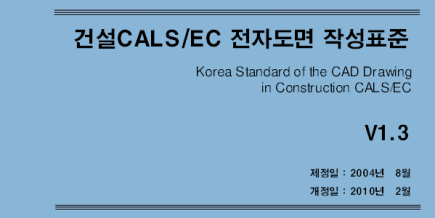 건설CALS/EC 전자도면 작성표준
Korea Standard of the CAD Drawing
in Construction CALS/EC
V1.3
제정일 : 2004년 8월
개정일 : 2010년 2월